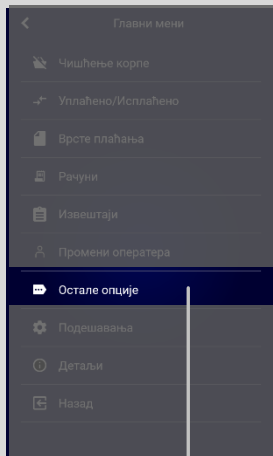 Главни мени
Чишћење корпе
Уплаћено/Исплаћено
Врсте плаћања
Рачуни
Извештаји
Промени оператера
Остале опције
Подешавања
Детаљи
Назад